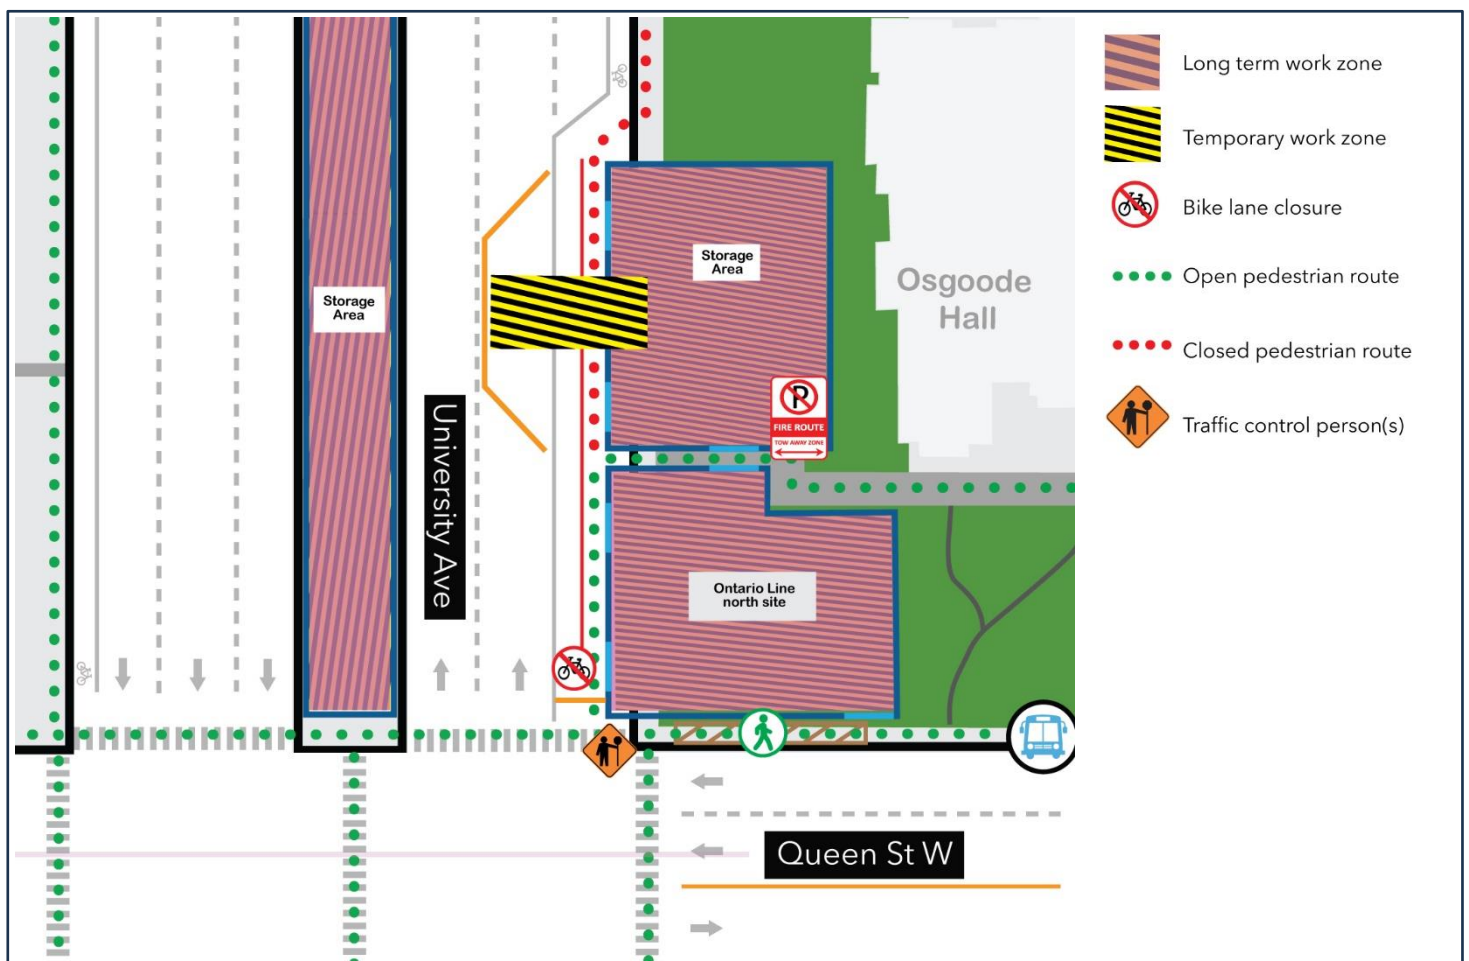 Storage
Area
Storage
Area
University Ave
Osgoode
Hall
P
FIRE ROUTE
TOW AWAY ZONE
Ontario Line
north site
Queen St W
Long term work zone
Temporary work zone
Bike lane closure
Open pedestrian route
Closed pedestrian route
Traffic control person(s)